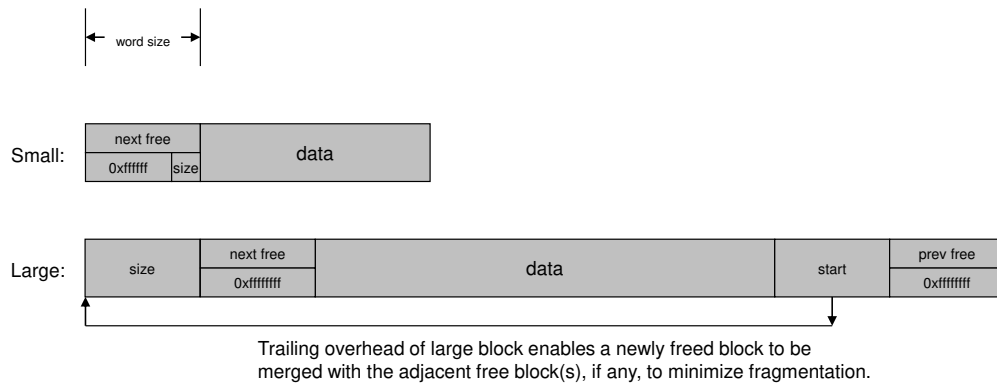 word size
Small:
next free
0xffffff
size
data
Large:
size
next free
0xffffffff
data
start
prev free
0xffffffff
Trailing overhead of large block enables a newly freed block to be
merged with the adjacent free block(s), if any, to minimize fragmentation.